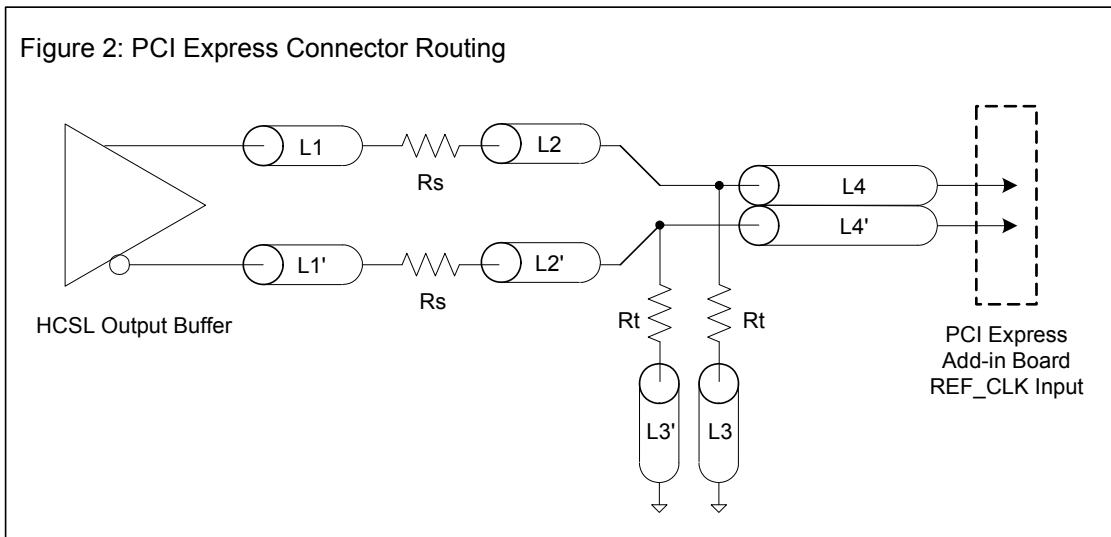 Figure 2: PCI Express Connector Routing
L1
Rs
L2
L4
L4'
L1'
Rs
L2'
HCSL Output Buffer
Rt
Rt
L3'
L3
PCI Express
Add-in Board
REF_CLK Input